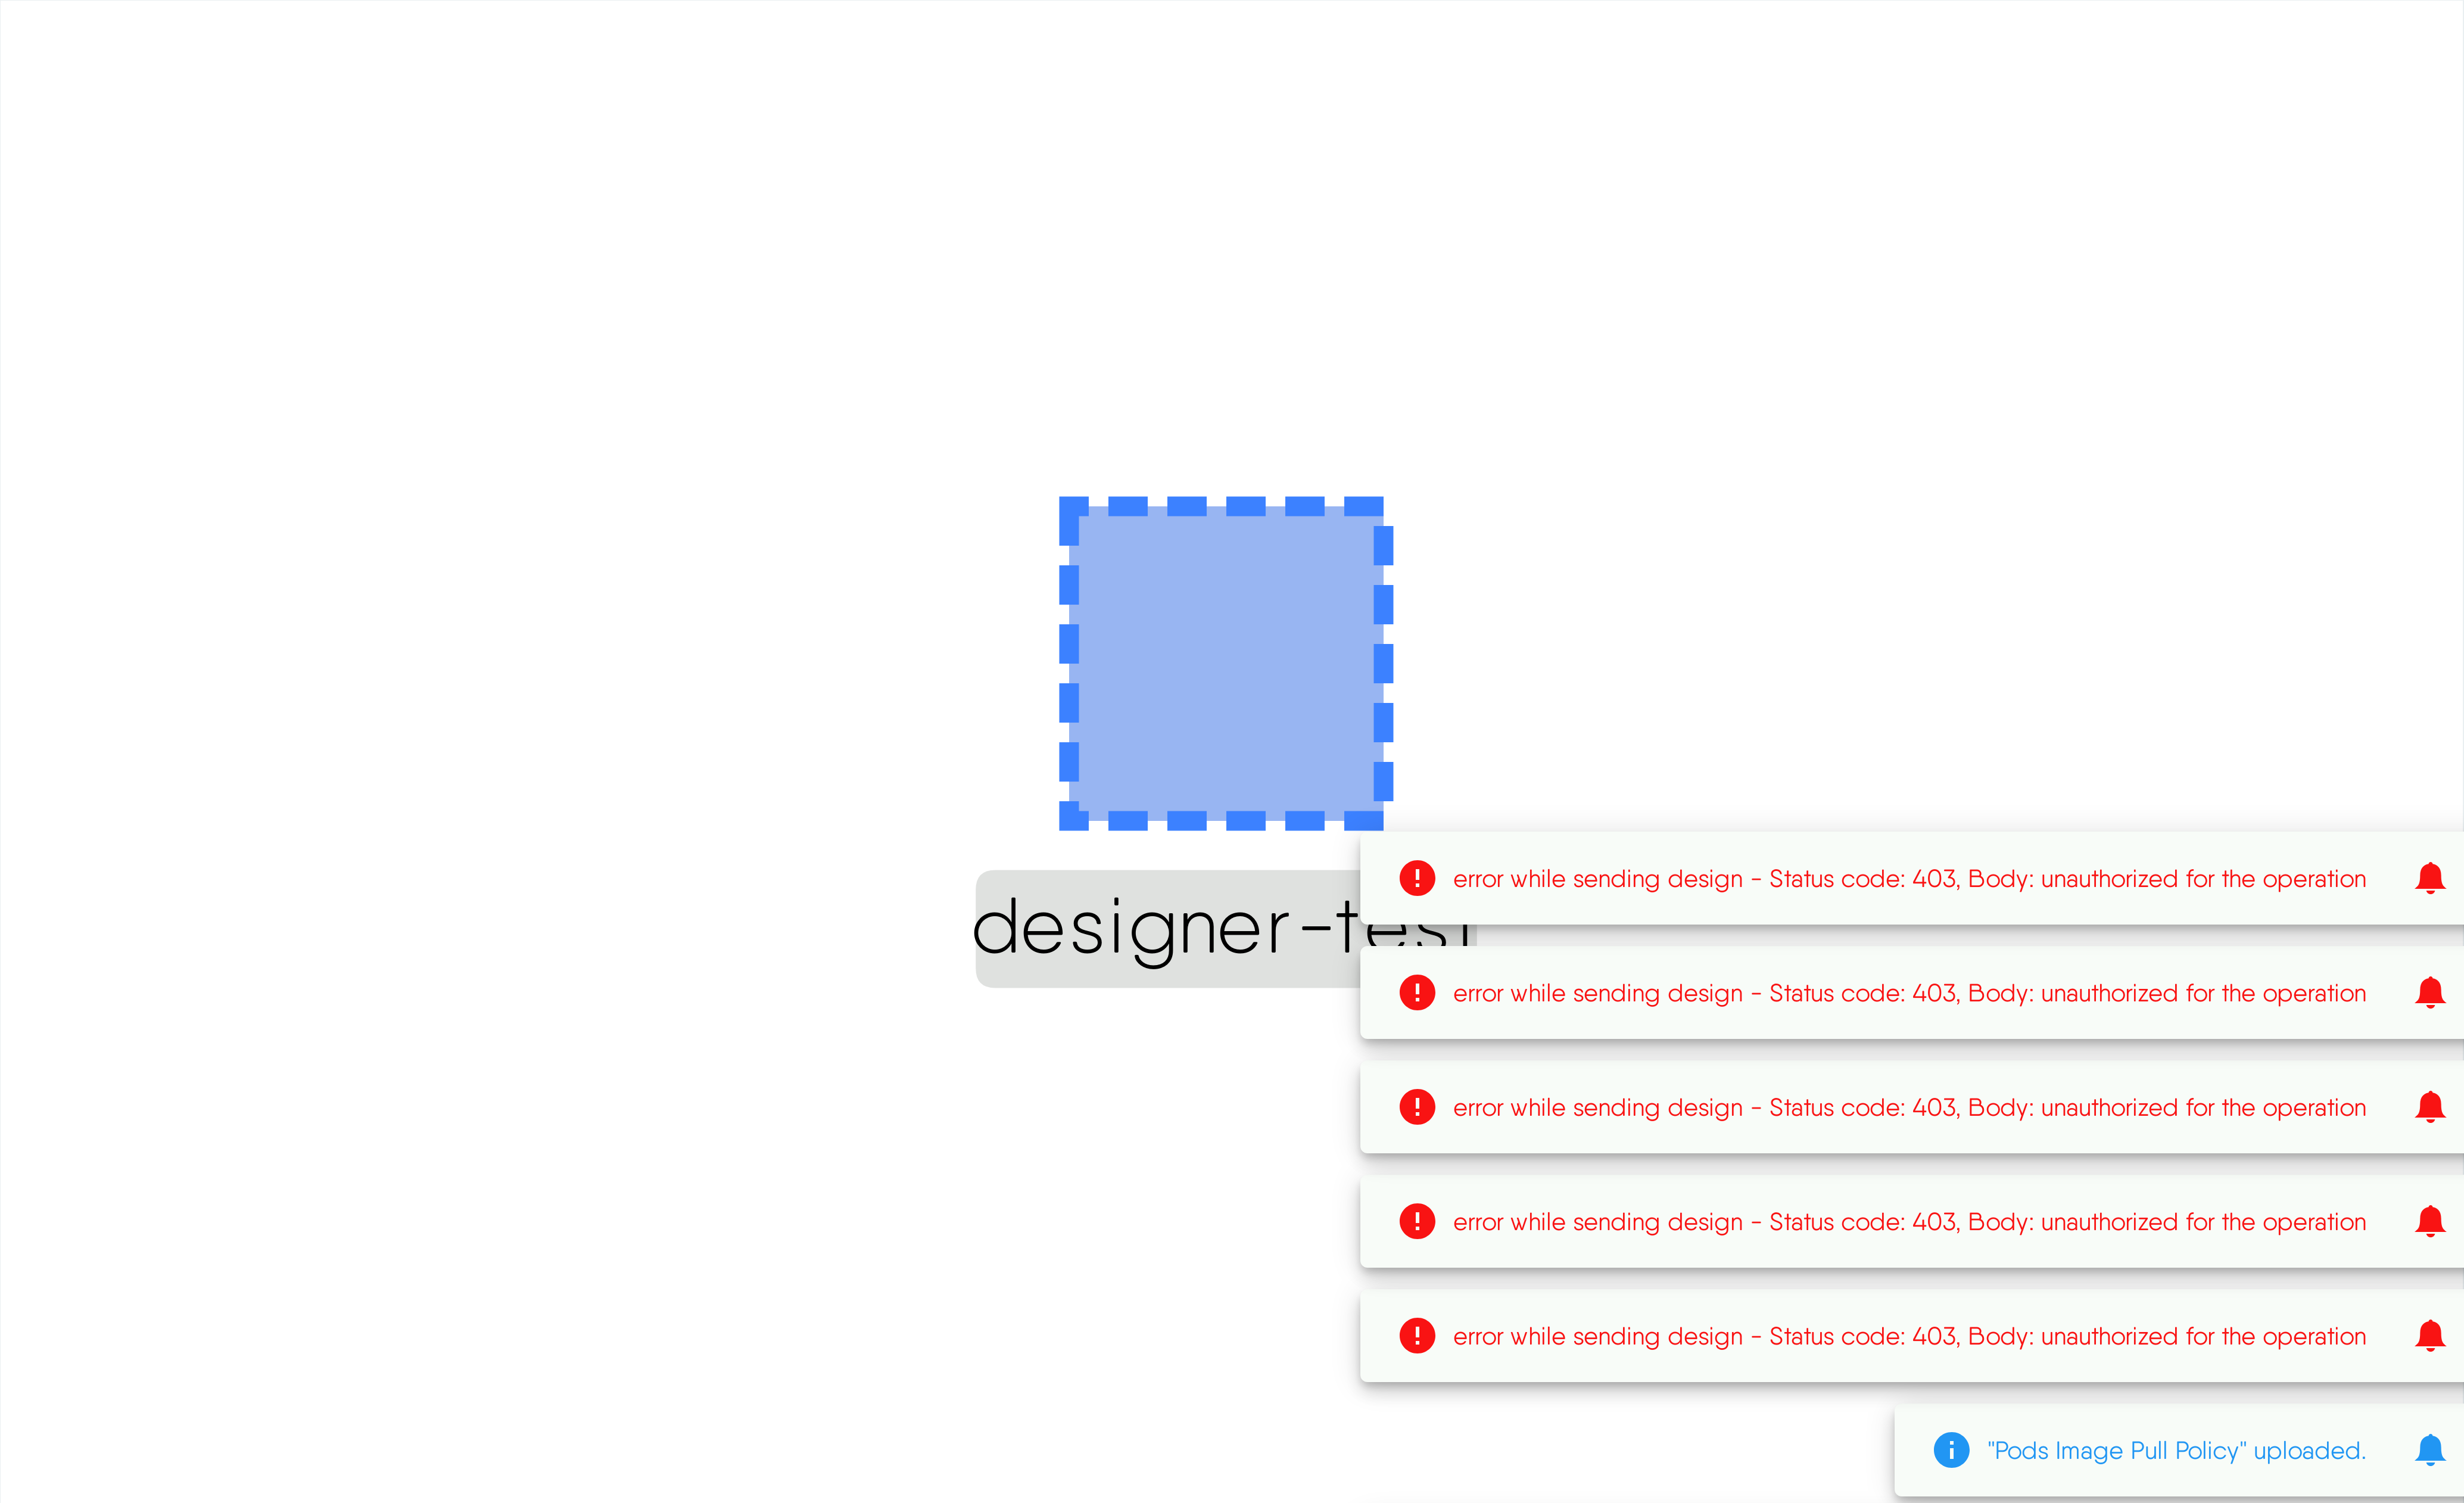 designer-test
error while sending design - Status code: 403, Body: unauthorized for the operation
error while sending design - Status code: 403, Body: unauthorized for the operation
error while sending design - Status code: 403, Body: unauthorized for the operation
error while sending design - Status code: 403, Body: unauthorized for the operation
error while sending design - Status code: 403, Body: unauthorized for the operation
"Pods Image Pull Policy" uploaded.